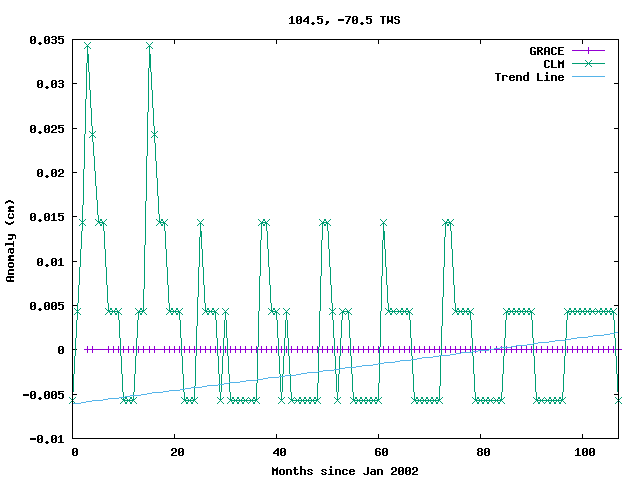 104.5, -70.5 TWS
GRACE
CLM
Trend Line
0.035
0.03
0.025
0.02
0.015
0.01
0.005
0
-0.005
-0.01
Anomaly (cm)
0 20 40 60 80 100
Months since Jan 2002